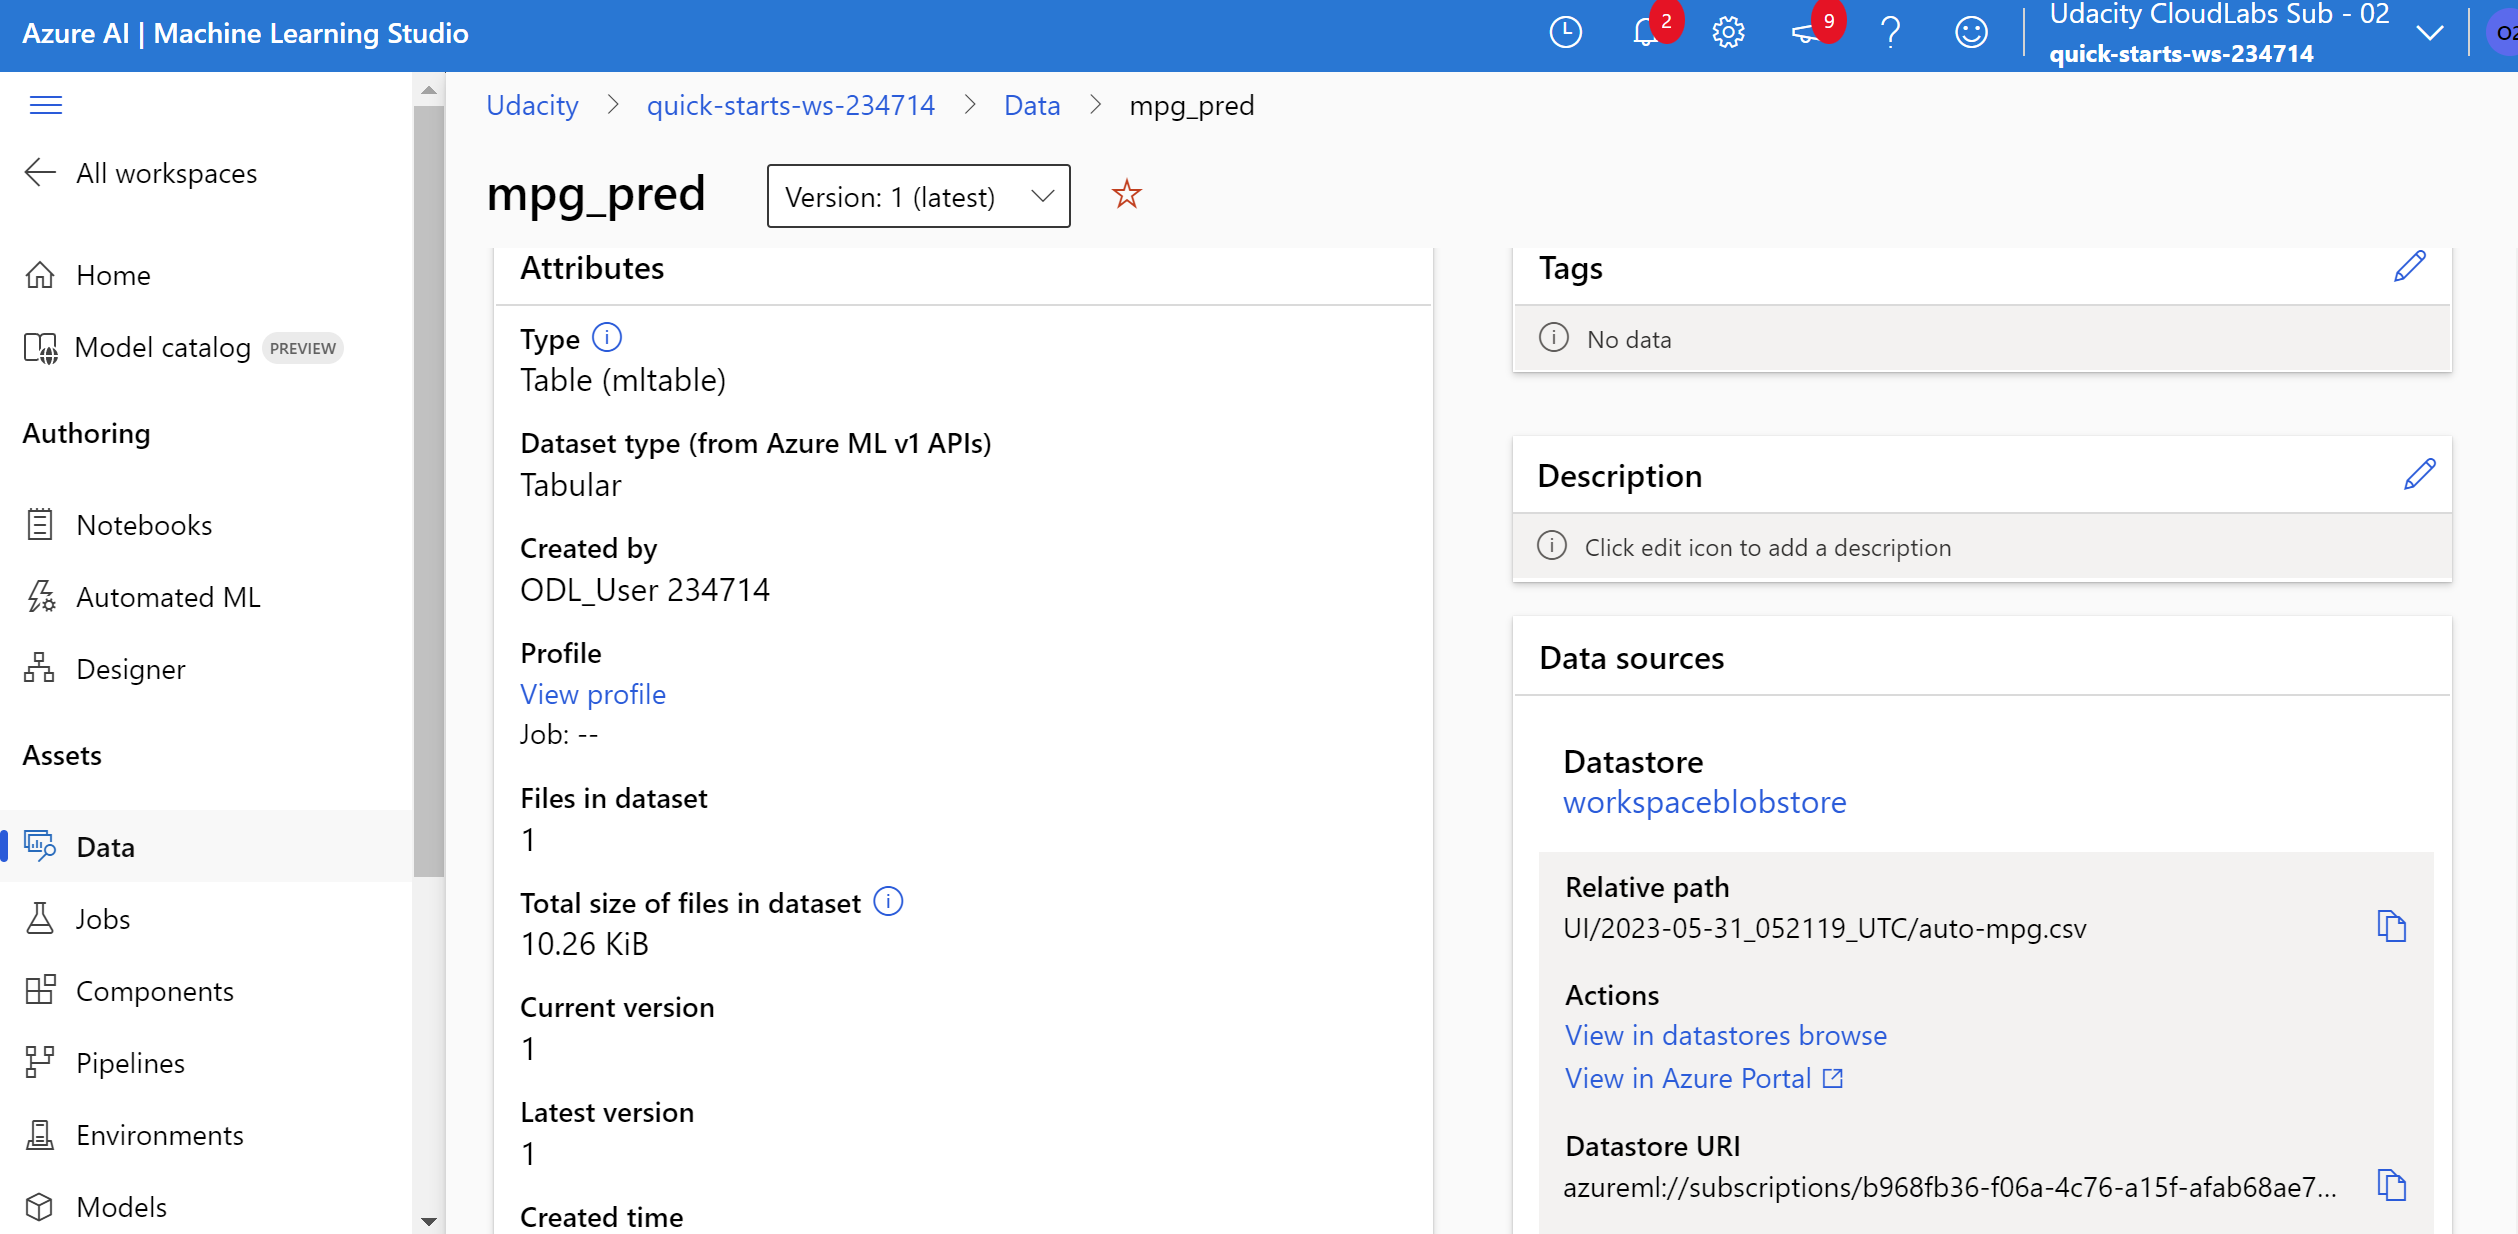 Azure AI | Machine Learning Studio
2
9
Udacity CloudLabs Sub - 02
quick-starts-ws-234714
All workspaces
Home
Model catalog PREVIEW
Authoring
Notebooks
Automated ML
Designer
Assets
Data
Jobs
Components
Pipelines
Environments
Models
Udacity > quick-starts-ws-234714 > Data > mpg_pred
mpg_pred
Version: 1 (latest)
Attributes
Type
Table (mltable)
Dataset type (from Azure ML v1 APIs)
Tabular
Created by
ODL_User 234714
Profile
View profile
Job: --
Files in dataset
1
Total size of files in dataset
10.26 KiB
Current version
1
Latest version
1
Created time
Tags
No data
Description
Click edit icon to add a description
Data sources
Datastore
workspaceblobstore
Relative path
UI/2023-05-31_052119_UTC/auto-mpg.csv
Actions
View in datastores browse
View in Azure Portal
Datastore URI
azureml://subscriptions/b968fb36-f06a-4c76-a15f-afab68ae7...